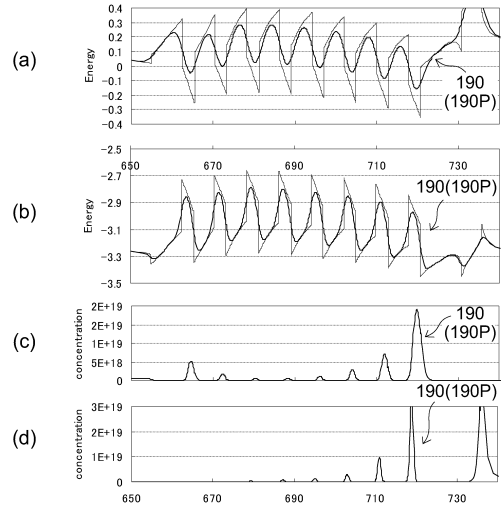 (a)
Energy
0.4
0.3
0.2
0.1
0
-0.1
-0.2
-0.3
-0.4
190
(190P)
650 670 690 710 730
(b)
Energy
-2.5
-2.7
-2.9
-3.1
-3.3
-3.5
190(190P)
(c)
concentration
2E+19
2E+19
1E+19
5E+18
0
190
(190P)
(d)
concentration
3E+19
2E+19
1E+19
0
190(190P)
650 670 690 710 730